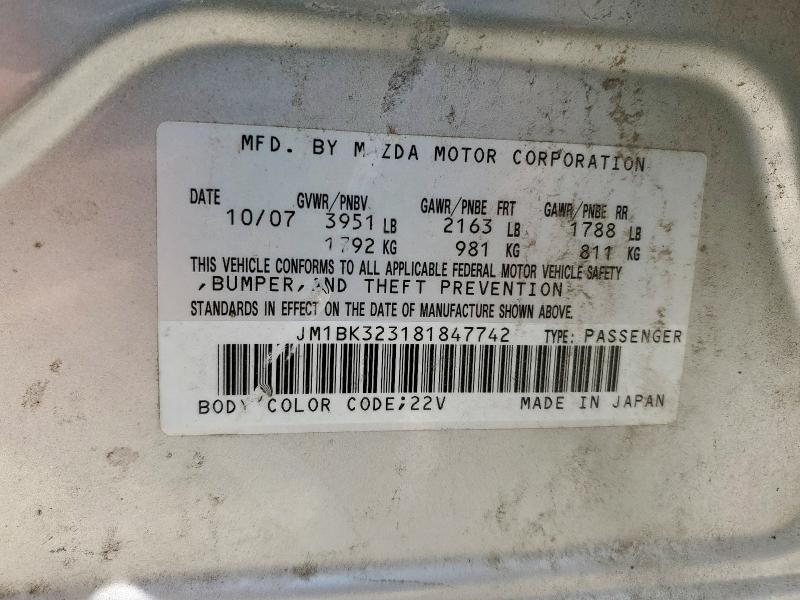 MFD. BY MAZDA MOTOR CORPORATION
DATE GVWR/PNBV GAWR/PNBE FRT GAWR/PNBE RR
10/07 3951 LB 2163 LB 1788 LB
1792 KG 981 KG 811 KG
THIS VEHICLE CONFORMS TO ALL APPLICABLE FEDERAL MOTOR VEHICLE SAFETY
,BUMPER,AND THEFT PREVENTION
STANDARDS IN EFFECT ON THE DATE OF MANUFACTURE SHOWN ABOVE.
JM1BK323181847742 TYPE: PASSENGER
BODY COLOR CODE;22V MADE IN JAPAN